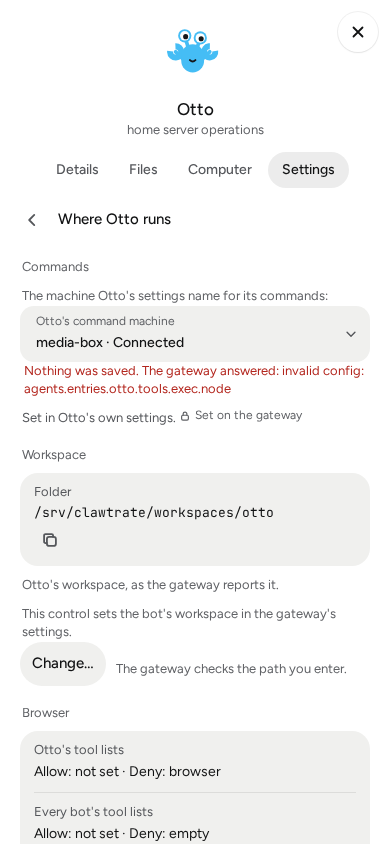 Otto
home server operations
Details Files Computer Settings
Where Otto runs
Commands
The machine Otto's settings name for its commands:
Otto's command machine
media-box · Connected
Nothing was saved. The gateway answered: invalid config:
agents.entries.otto.tools.exec.node
Set in Otto's own settings. Set on the gateway
Workspace
Folder
/srv/clawtrate/workspaces/otto
Otto's workspace, as the gateway reports it.
This control sets the bot's workspace in the gateway's
settings.
Change... The gateway checks the path you enter.
Browser
Otto's tool lists
Allow: not set · Deny: browser
Every bot's tool lists
Allow: not set · Deny: empty